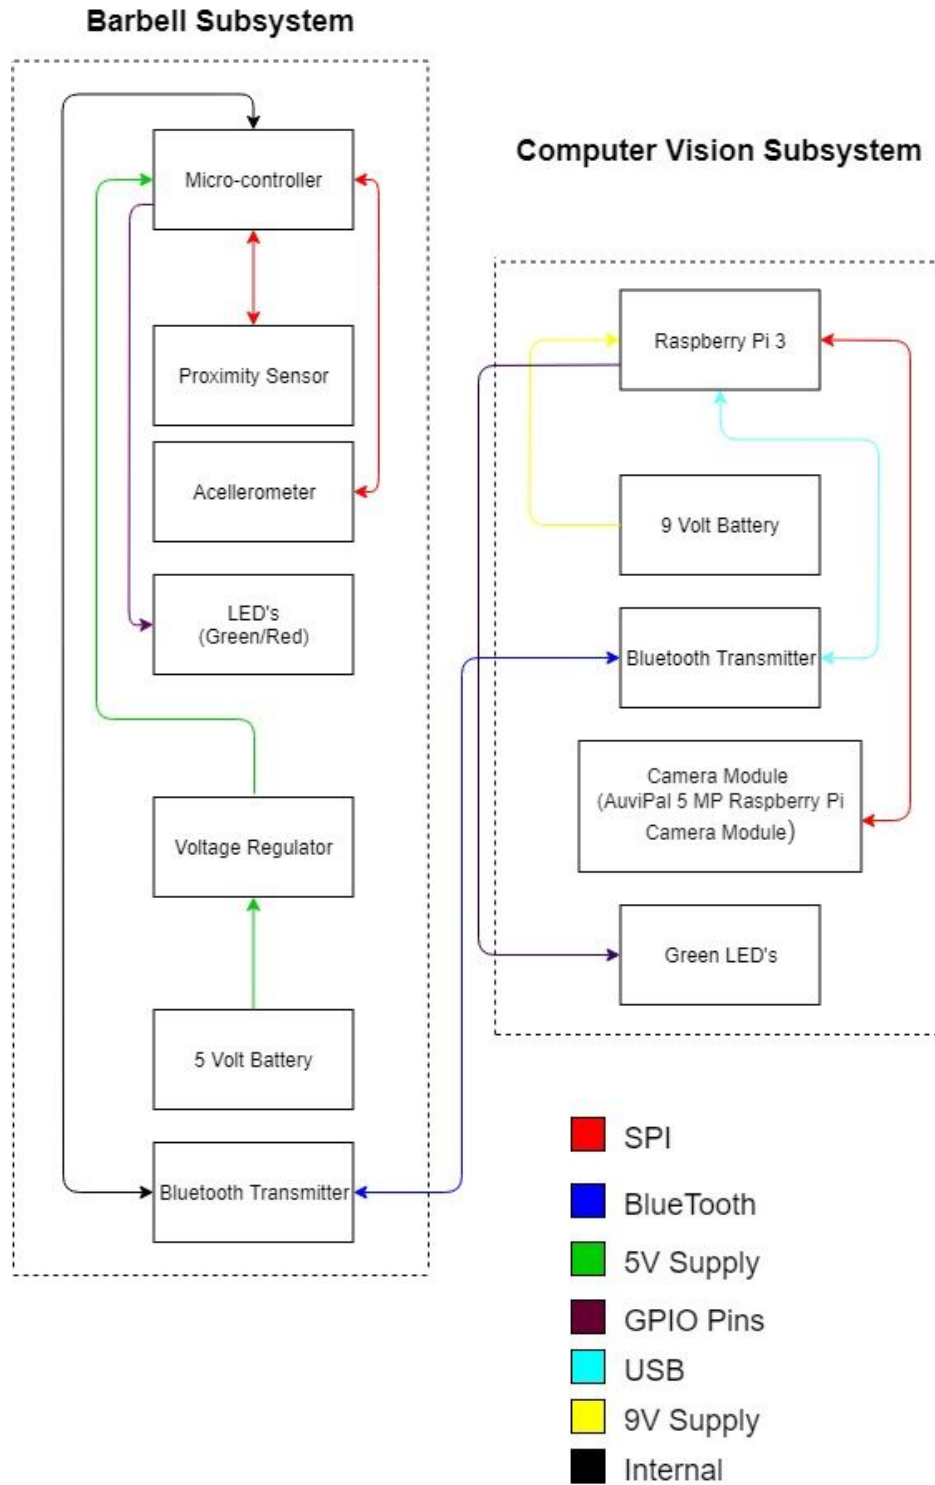 Barbell Subsystem
Micro-controller
Proximity Sensor
Acellerometer
LED's
(Green/Red)
Voltage Regulator
5 Volt Battery
Bluetooth Transmitter
Computer Vision Subsystem
Raspberry Pi 3
9 Volt Battery
Bluetooth Transmitter
Camera Module
(AuviPal 5 MP Raspberry Pi
Camera Module)
Green LED's
SPI
BlueTooth
5V Supply
GPIO Pins
USB
9V Supply
Internal